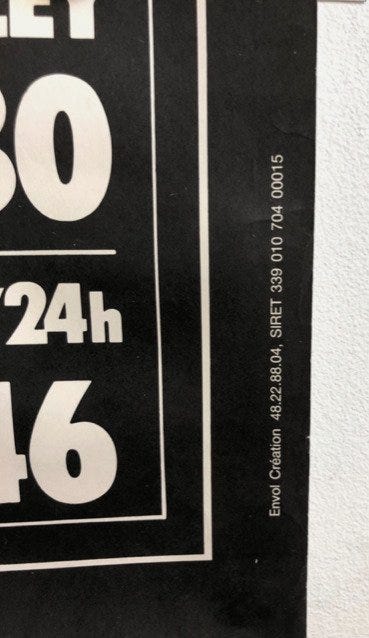 LEY
30
/24h
46
Envol Création 48.22.88.04, SIRET 339 010 704 00015